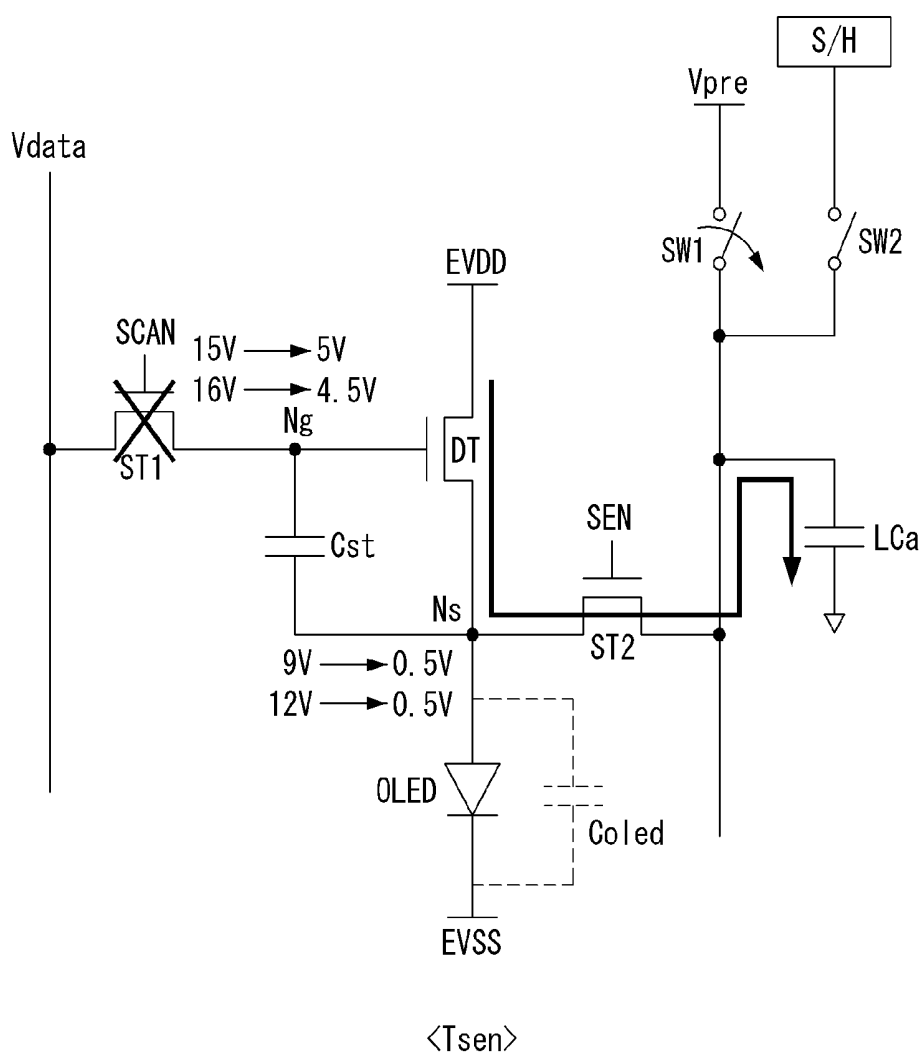 S/H
Vpre
Vdata
SW1
SW2
EVDD
SCAN
15V → 5V
16V → 4.5V
Ng
DT
ST1
SEN
Cst
LCa
Ns
ST2
9V → 0.5V
12V → 0.5V
OLED
Coled
EVSS
<Tsen>